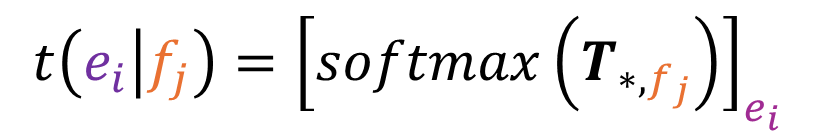 t(e_i|f_j) = [softmax(T_{*,f_j})]_{e_i}